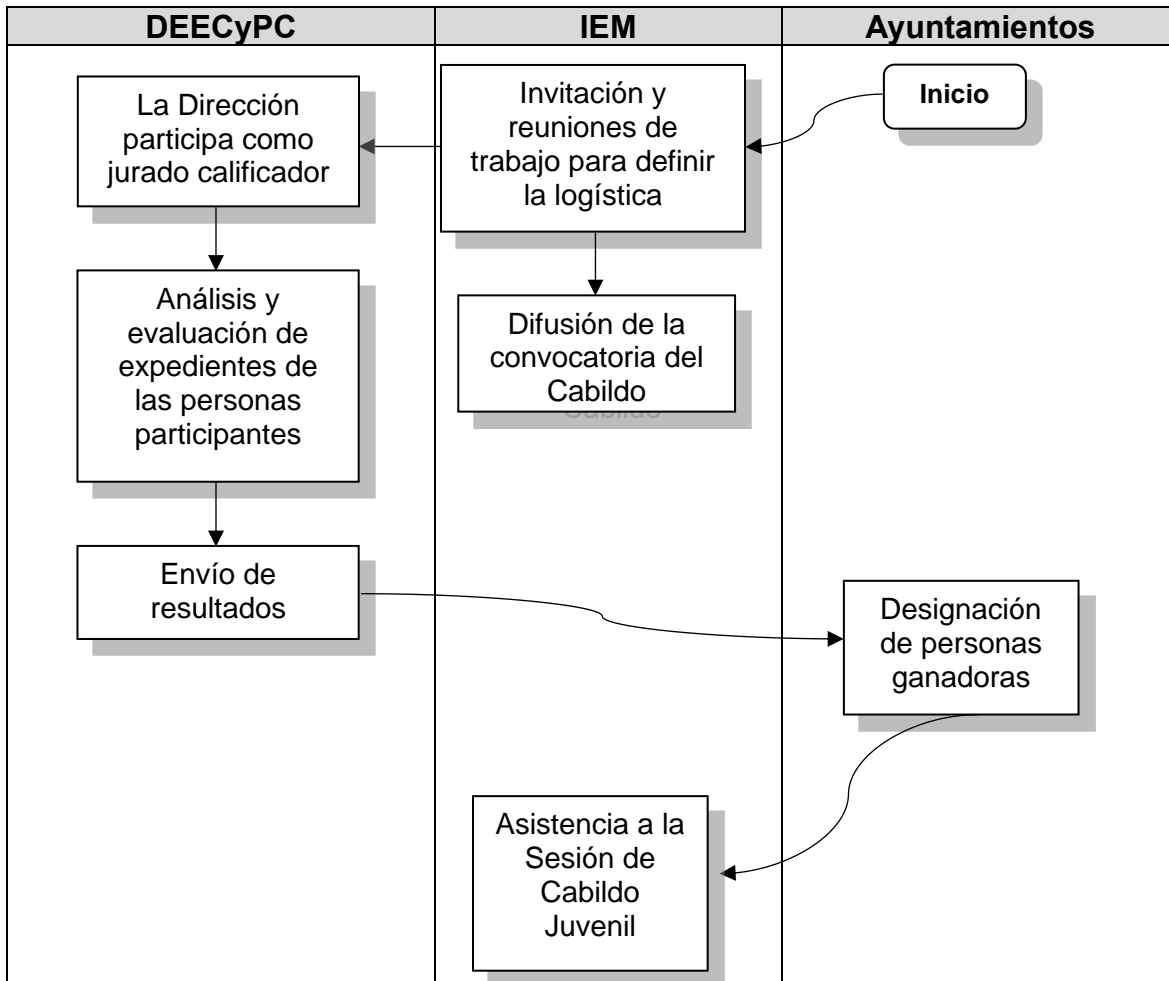 DEECyPC
IEM
Ayuntamientos
Inicio
Invitación y
reuniones de
trabajo para definir
la logística
La Dirección
participa como
jurado calificador
Análisis y
evaluación de
expedientes de
las personas
participantes
Difusión de la
convocatoria del
Cabildo
Envío de
resultados
Designación
de personas
ganadoras
Asistencia a la
Sesión de
Cabildo
Juvenil